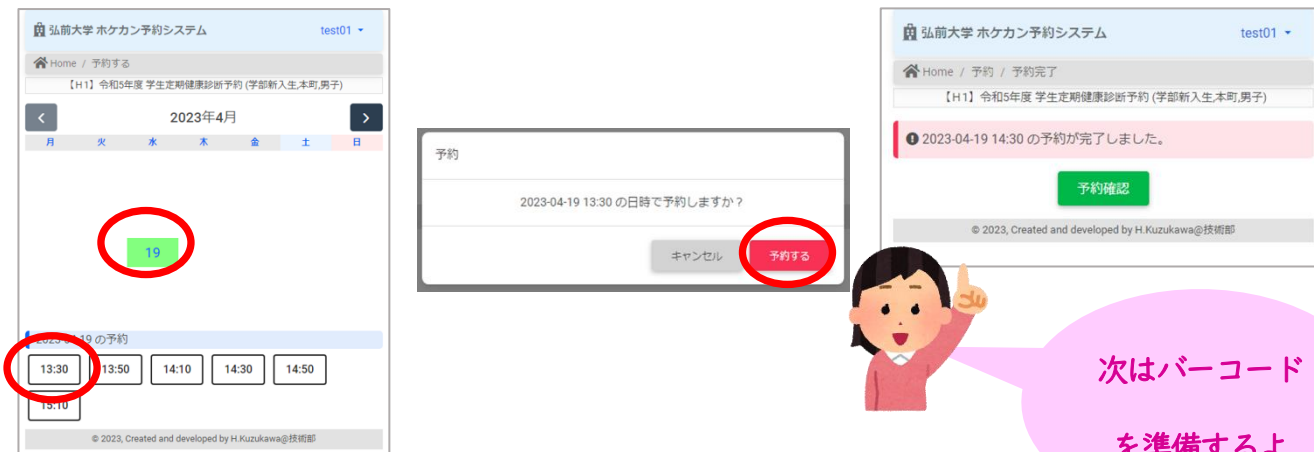 弘前大学 ホケカン予約システム test01
Home / 予約する
【H1】令和5年度 学生定期健康診断予約 (学部新入生,本町,男子)
< 2023年4月 >
月 火 水 木 金 土 日
19
2023-04-19 の予約
13:30 13:50 14:10 14:30 14:50
15:10
© 2023, Created and developed by H.Kuzukawa@技術部
予約
2023-04-19 13:30 の日時で予約しますか？
キャンセル 予約する
弘前大学 ホケカン予約システム test01
Home / 予約 / 予約完了
【H1】令和5年度 学生定期健康診断予約 (学部新入生,本町,男子)
2023-04-19 14:30 の予約が完了しました。
予約確認
© 2023, Created and developed by H.Kuzukawa@技術部
次はバーコード
を準備するよ